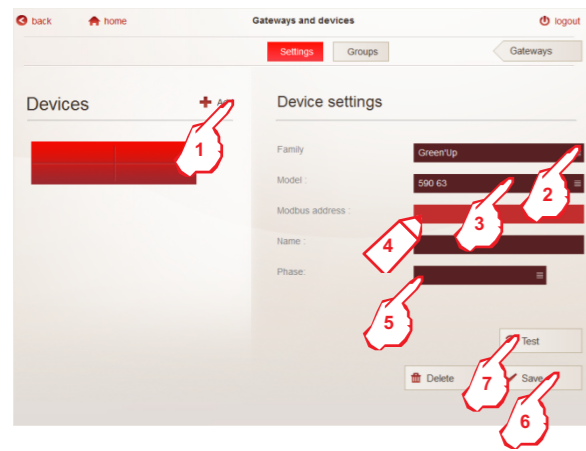 back home Gateways and devices logout
Settings Groups Gateways
Devices
Device settings
1
Family Green'Up
2
Model : 590 63
3
Modbus address :
4
Name :
Phase:
5
Test
7
Delete Save
6